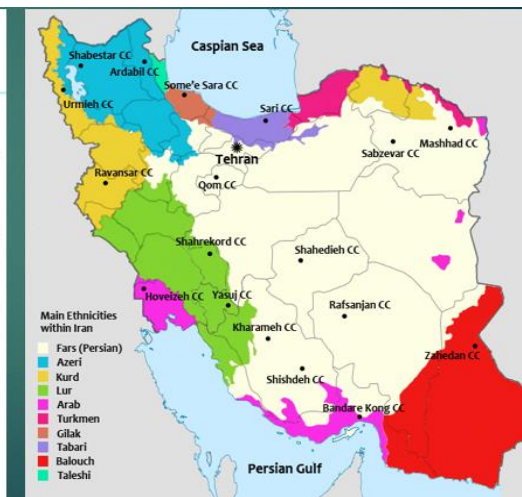 Caspian Sea
Shabestar CC
Ardabil CC
Some'e Sara CC
Urmieh CC
Sari CC
Mashhad CC
Tehran
Sabzevar CC
Ravansar CC
Qom CC
Shahrekord CC
Shahedieh CC
Hoveizeh CC
Yasuj CC
Rafsanjan CC
Kharameh CC
Zahedan CC
Shishdeh CC
Bandare Kong CC
Persian Gulf
Main Ethnicities
within Iran
Fars (Persian)
Azeri
Kurd
Lur
Arab
Turkmen
Gilak
Tabari
Balouch
Taleshi